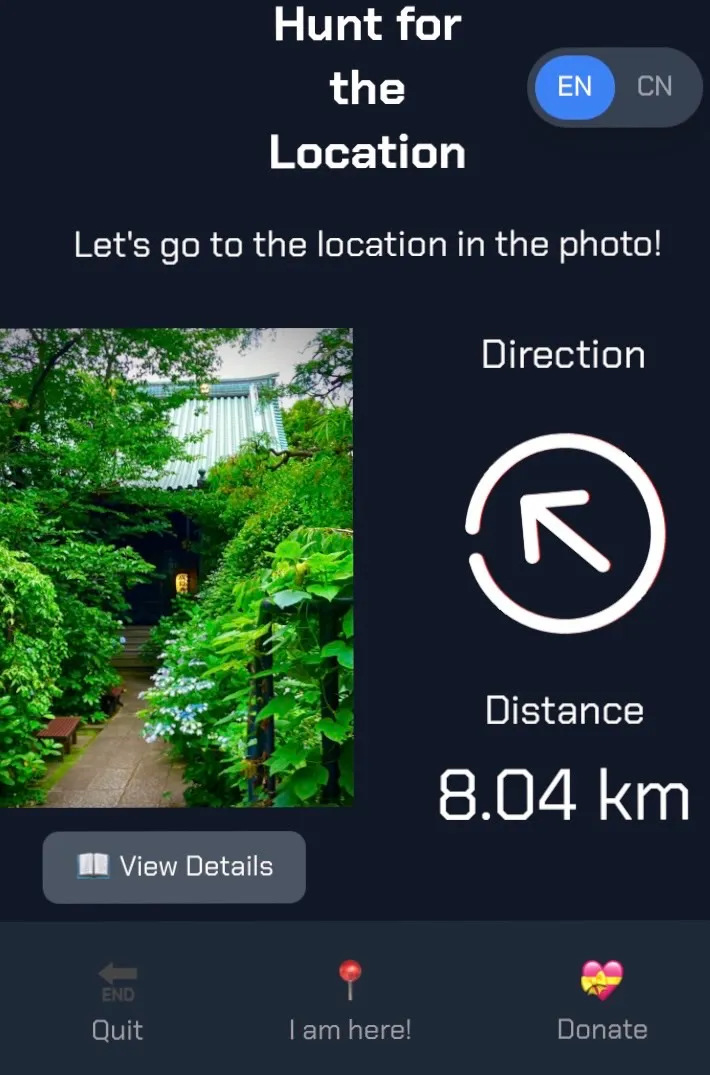 Hunt for
the
Location
EN
CN
Let's go to the location in the photo!
Direction
Distance
8.04 km
View Details
END
Quit
I am here!
Donate